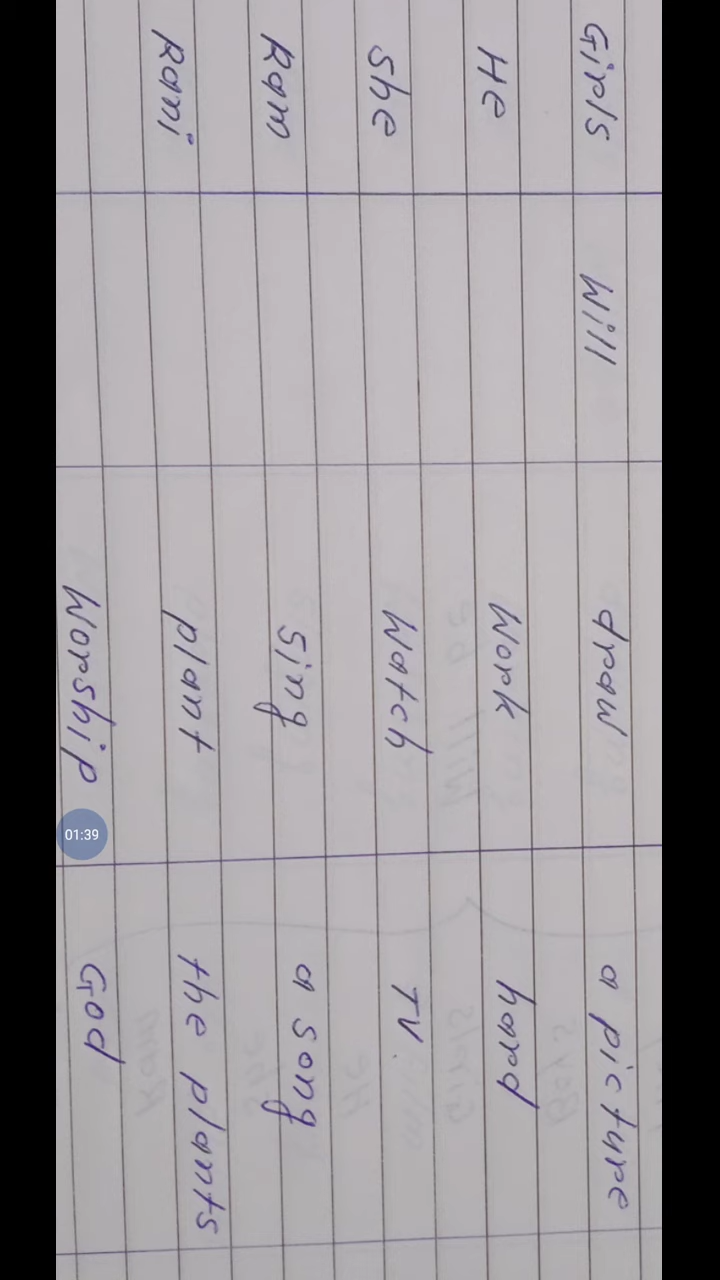 Girls Will draw a picture
He Work hard
She Watch TV.
Ram Sing a song
Rani plant the plants
Worship God
01:39